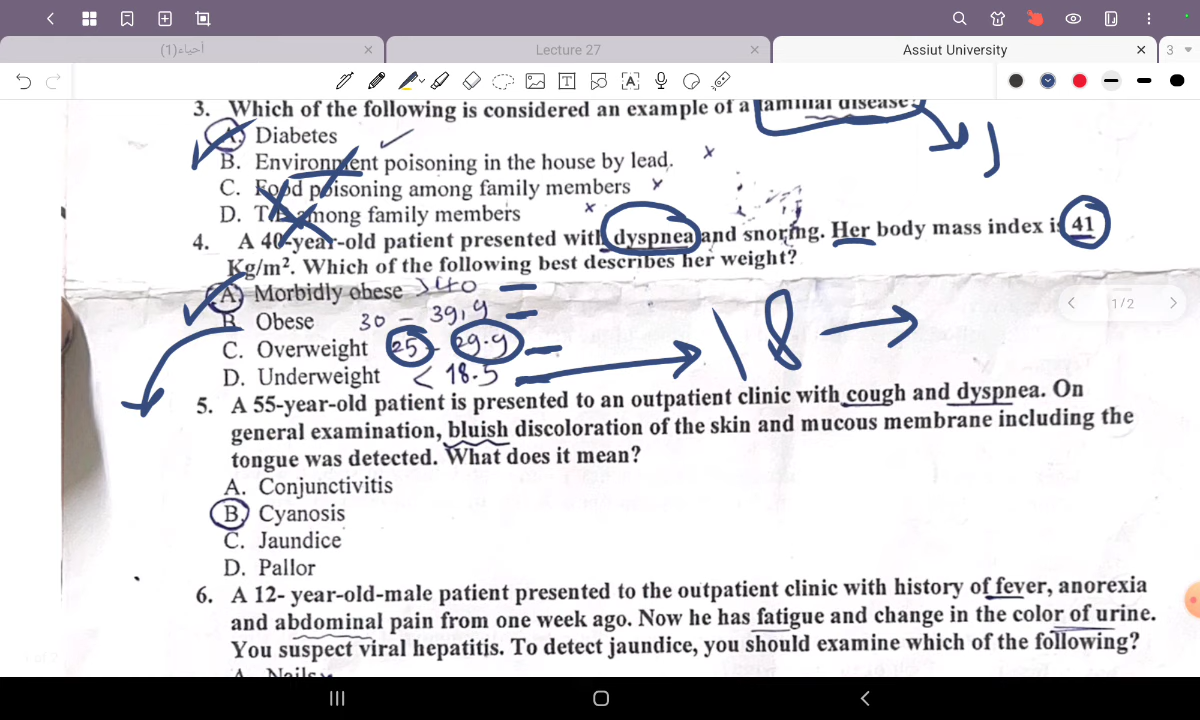 أحياء(1)
Lecture 27
Assiut University
3
3. Which of the following is considered an example of a familial disease?
A. Diabetes
B. Environment poisoning in the house by lead.
C. Food poisoning among family members
D. TB among family members
4. A 40-year-old patient presented with dyspnea and snoring. Her body mass index is 41
Kg/m². Which of the following best describes her weight?
A. Morbidly obese >40
B. Obese 30 - 39,9
1/2
C. Overweight 25 - 29.9
18
D. Underweight < 18.5
5. A 55-year-old patient is presented to an outpatient clinic with cough and dyspnea. On
general examination, bluish discoloration of the skin and mucous membrane including the
tongue was detected. What does it mean?
A. Conjunctivitis
B. Cyanosis
C. Jaundice
D. Pallor
6. A 12- year-old-male patient presented to the outpatient clinic with history of fever, anorexia
and abdominal pain from one week ago. Now he has fatigue and change in the color of urine.
You suspect viral hepatitis. To detect jaundice, you should examine which of the following?
A. Nails